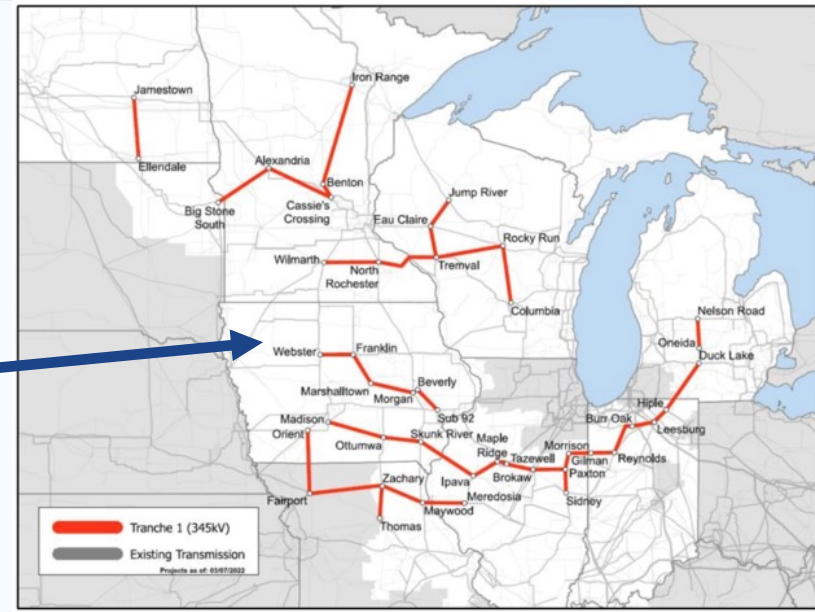 Jamestown
Ellendale
Iron Range
Alexandria
Benton
Big Stone
South
Cassie's
Crossing
Jump River
Eau Claire
Rocky Run
Wilmarth
North
Rochester
Tremval
Columbia
Nelson Road
Oneida
Duck Lake
Webster
Franklin
Marshalltown
Morgan
Beverly
Sub 92
Hiple
Burr Oak
Leesburg
Madison
Orient
Ottumwa
Skunk River
Maple
Ridge
Tazewell
Morrison
Gilman
Paxton
Reynolds
Ipava
Brokaw
Sidney
Zachary
Meredosia
Fairport
Maywood
Thomas
Tranche 1 (345kV)
Existing Transmission
Projects as of: 03/07/2022